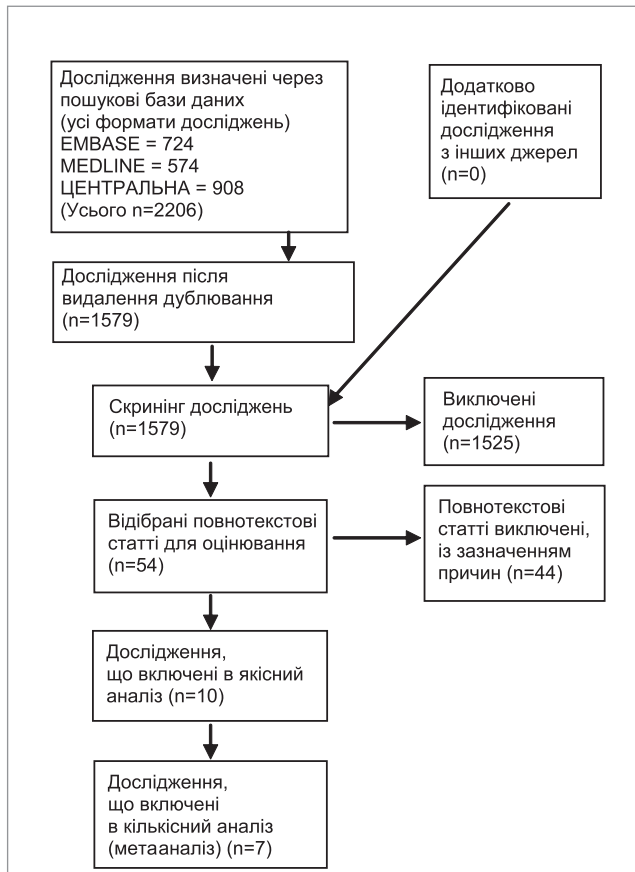 Дослідження визначені через
пошукові бази даних
(усі формати досліджень)
EMBASE = 724
MEDLINE = 574
ЦЕНТРАЛЬНА = 908
(Усього n=2206)
Додатково
ідентифіковані
дослідження
з інших джерел
(n=0)
Дослідження після
видалення дублювання
(n=1579)
Скринінг досліджень
(n=1579)
Виключені
дослідження
(n=1525)
Відібрані повнотекстові
статті для оцінювання
(n=54)
Повнотекстові
статті виключені,
із зазначенням
причин (n=44)
Дослідження,
що включені в якісний
аналіз (n=10)
Дослідження,
що включені
в кількісний аналіз
(метааналіз) (n=7)